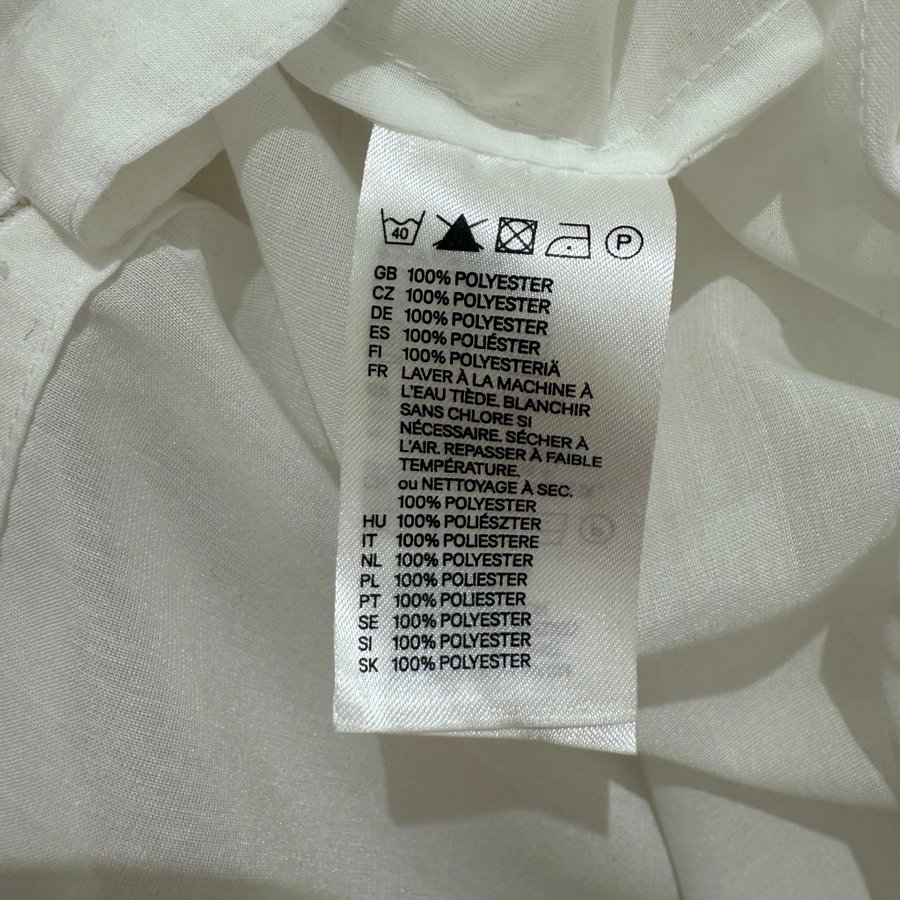 40 P
GB 100% POLYESTER
CZ 100% POLYESTER
DE 100% POLYESTER
ES 100% POLIÉSTER
FI 100% POLYESTERIÄ
FR LAVER À LA MACHINE À
L'EAU TIÈDE. BLANCHIR
SANS CHLORE SI
NÉCESSAIRE. SÉCHER À
L'AIR. REPASSER À FAIBLE
TEMPÉRATURE.
ou NETTOYAGE À SEC.
100% POLYESTER
HU 100% POLIÉSZTER
IT 100% POLIESTERE
NL 100% POLYESTER
PL 100% POLIESTER
PT 100% POLIESTER
SE 100% POLYESTER
SI 100% POLYESTER
SK 100% POLYESTER